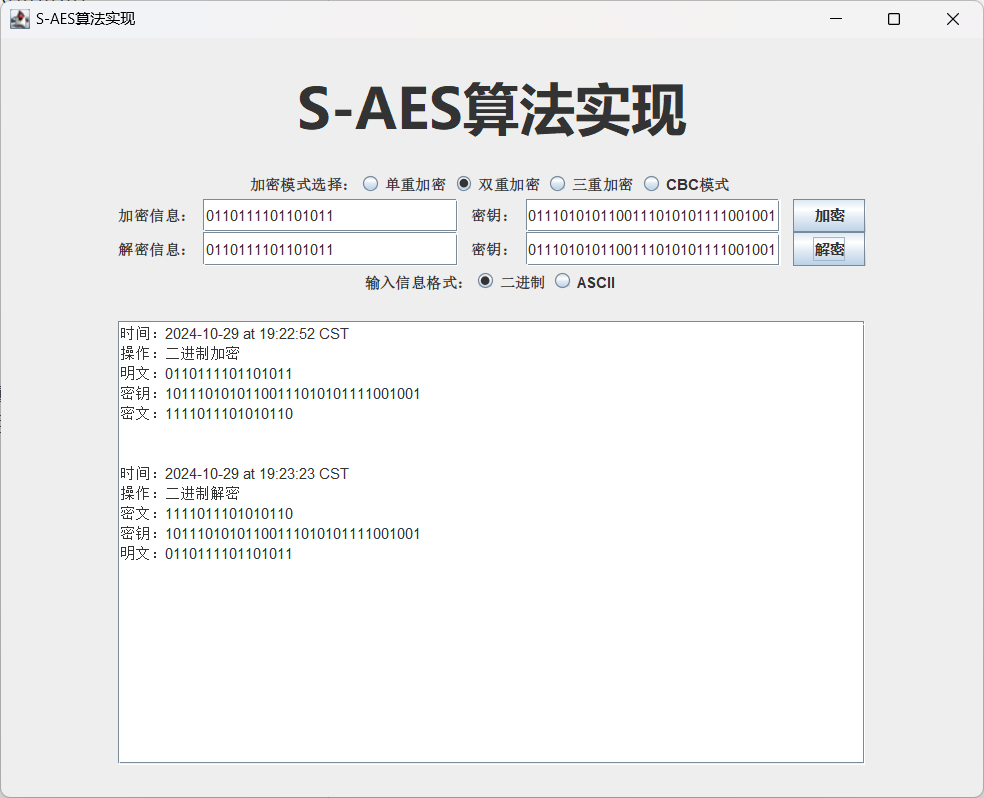 S-AES算法实现
S-AES算法实现
加密模式选择: 单重加密 双重加密 三重加密 CBC模式
加密信息: 0110111101101011 密钥: 0111010101100111010101111001001 加密
解密信息: 0110111101101011 密钥: 0111010101100111010101111001001 解密
输入信息格式: 二进制 ASCII
时间：2024-10-29 at 19:22:52 CST
操作：二进制加密
明文：0110111101101011
密钥：10111010101100111010101111001001
密文：1111011101010110
时间：2024-10-29 at 19:23:23 CST
操作：二进制解密
密文：1111011101010110
密钥：10111010101100111010101111001001
明文：0110111101101011